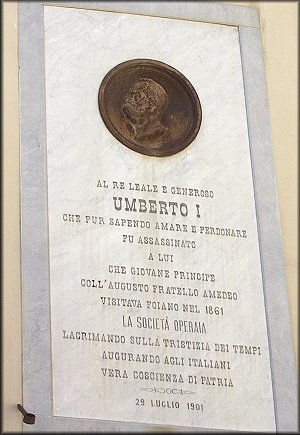 AL RE LEALE E GENEROSO
UMBERTO I
CHE PUR SAPENDO AMARE E PERDONARE
FU ASSASSINATO
A LUI
CHE GIOVANE PRINCIPE
COLL'AUGUSTO FRATELLO AMEDEO
VISITAVA FOIANO NEL 1861
LA SOCIETÀ OPERAIA
LACRIMANDO SULLA TRISTIZIA DEI TEMPI
AUGURANDO AGLI ITALIANI
VERA COSCIENZA DI PATRIA
29 LUGLIO 1901